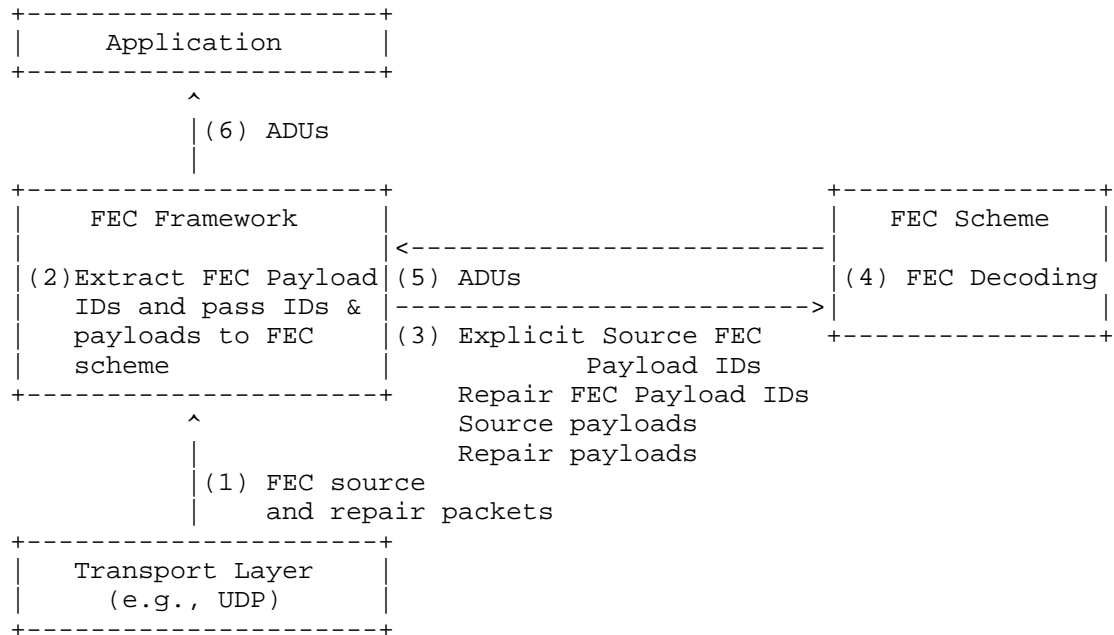 Application
(6) ADUs
FEC Framework
FEC Scheme
(2)Extract FEC Payload
(5) ADUs
(4) FEC Decoding
IDs and pass IDs &
payloads to FEC
(3) Explicit Source FEC
scheme
Payload IDs
Repair FEC Payload IDs
Source payloads
Repair payloads
(1) FEC source
and repair packets
Transport Layer
(e.g., UDP)